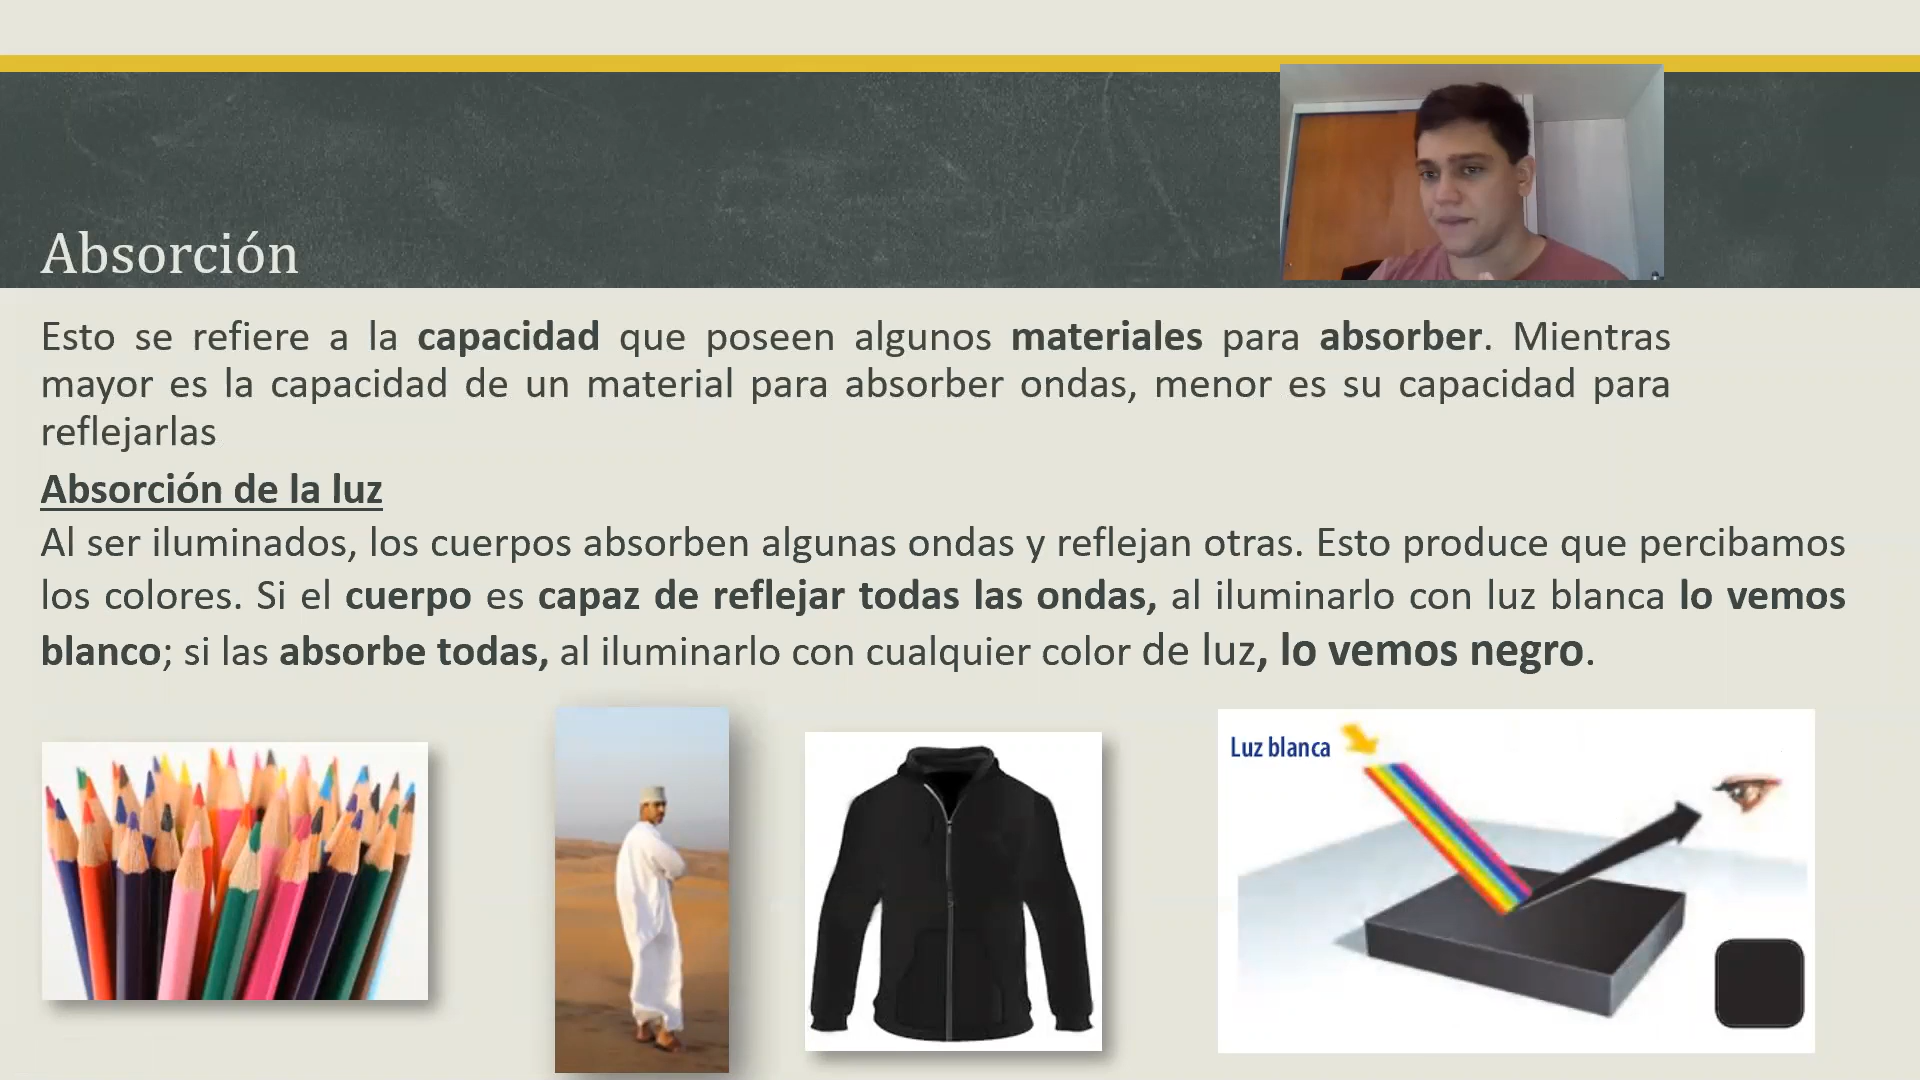 Absorción
Esto se refiere a la capacidad que poseen algunos materiales para absorber. Mientras
mayor es la capacidad de un material para absorber ondas, menor es su capacidad para
reflejarlas
Absorción de la luz
Al ser iluminados, los cuerpos absorben algunas ondas y reflejan otras. Esto produce que percibamos
los colores. Si el cuerpo es capaz de reflejar todas las ondas, al iluminarlo con luz blanca lo vemos
blanco; si las absorbe todas, al iluminarlo con cualquier color de luz, lo vemos negro.
Luz blanca